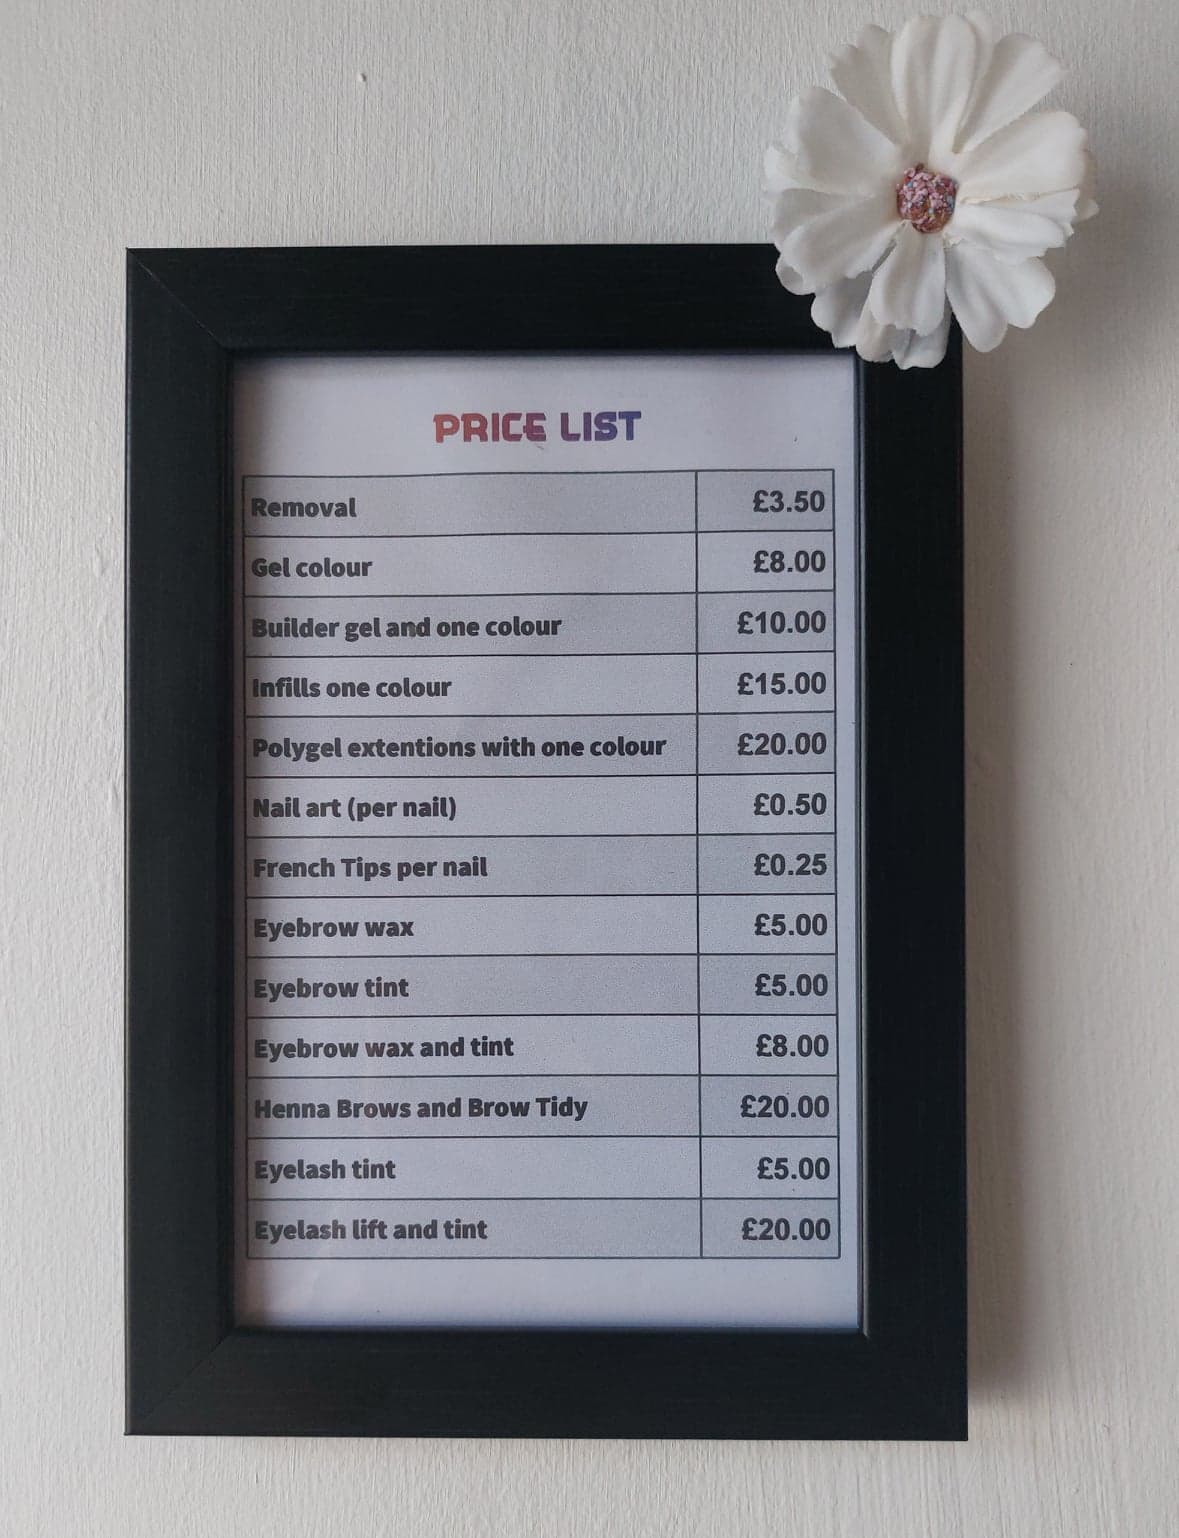 PRICE LIST
Removal £3.50
Gel colour £8.00
Builder gel and one colour £10.00
Infills one colour £15.00
Polygel extentions with one colour £20.00
Nail art (per nail) £0.50
French Tips per nail £0.25
Eyebrow wax £5.00
Eyebrow tint £5.00
Eyebrow wax and tint £8.00
Henna Brows and Brow Tidy £20.00
Eyelash tint £5.00
Eyelash lift and tint £20.00